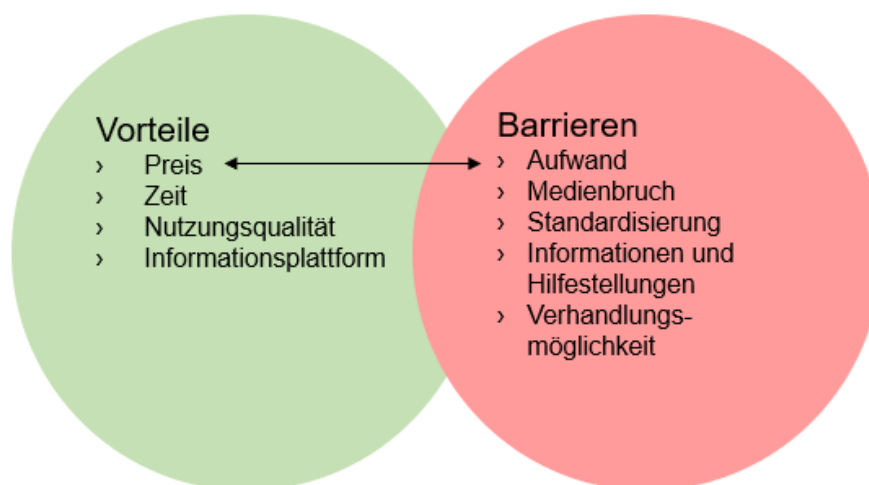 Vorteile
› Preis
› Zeit
› Nutzungsqualität
› Informationsplattform
Barrieren
› Aufwand
› Medienbruch
› Standardisierung
› Informationen und
Hilfestellungen
› Verhandlungs-
möglichkeit